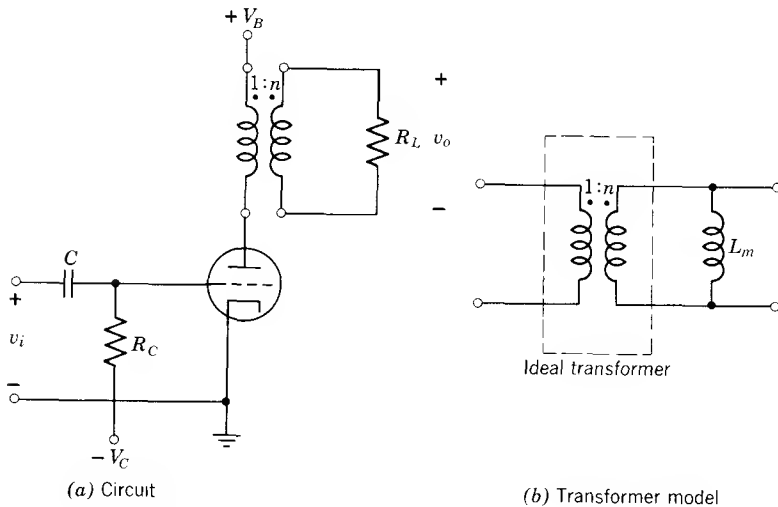 + V_B
1:n
R_L
+
v_o
−
C
+
v_i
−
R_C
− V_C
(a) Circuit
1:n
L_m
Ideal transformer
(b) Transformer model